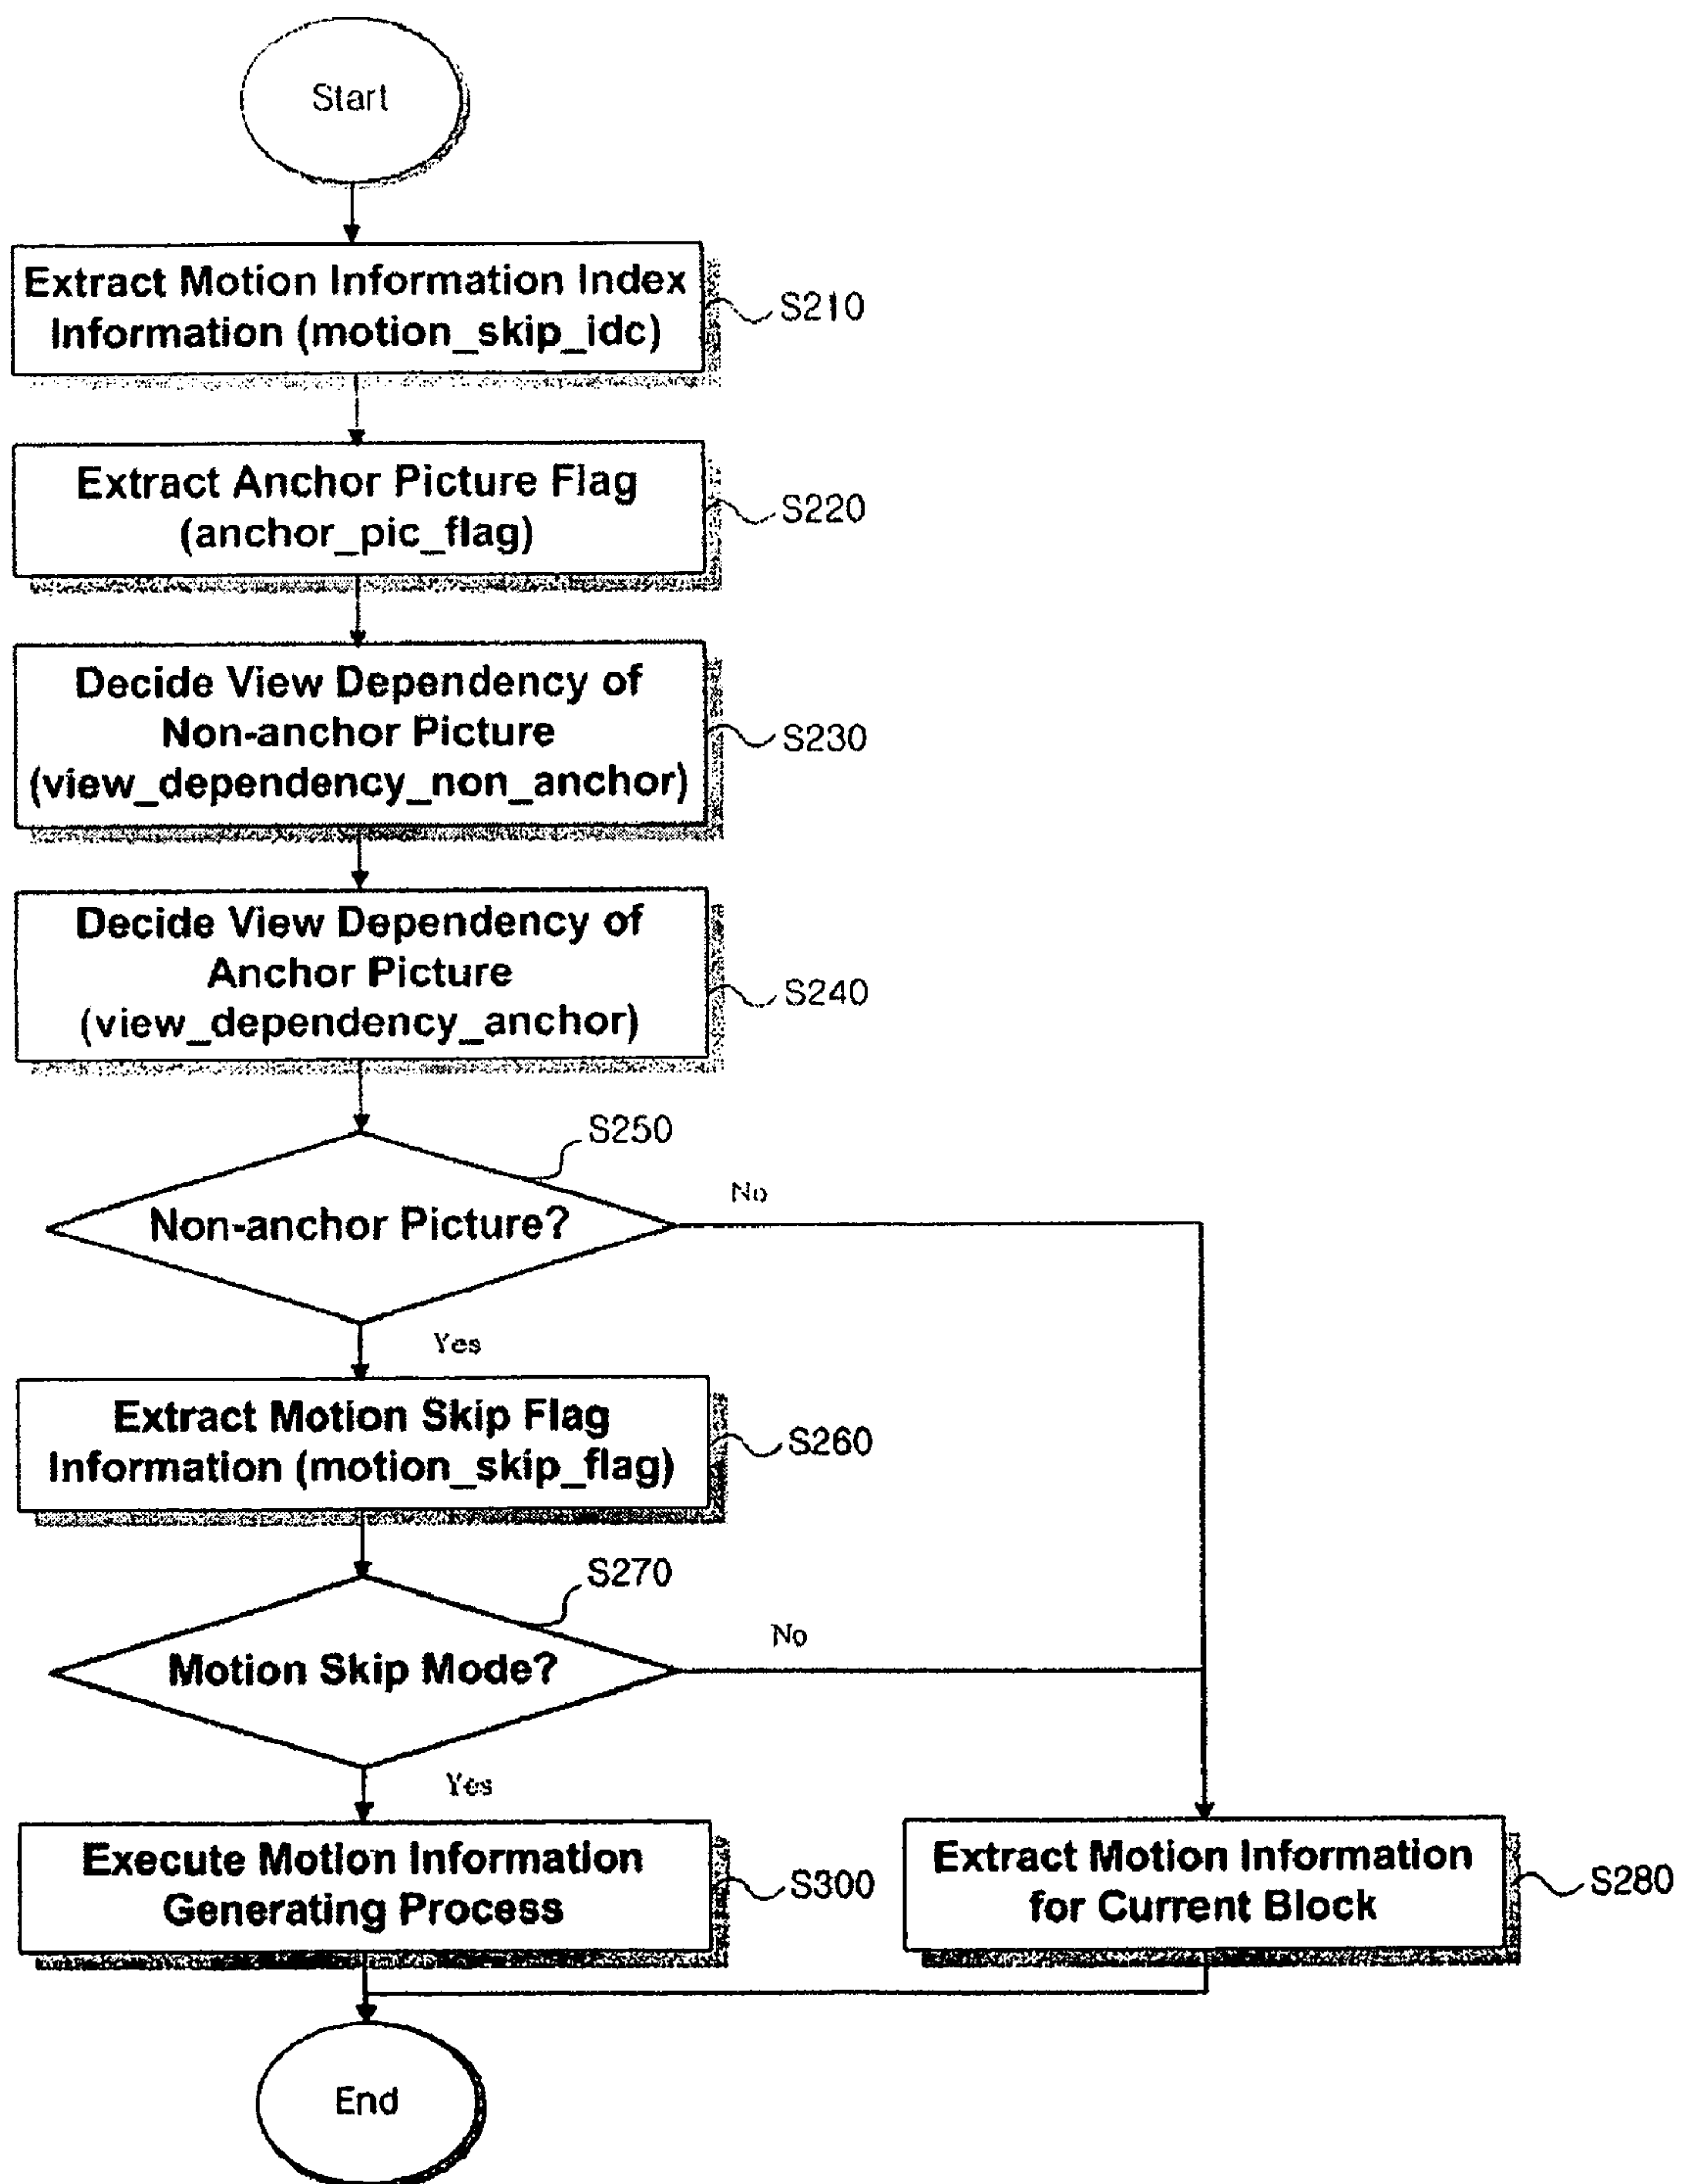 Start
Extract Motion Information Index
Information (motion_skip_idc)
S210
Extract Anchor Picture Flag
(anchor_pic_flag)
S220
Decide View Dependency of
Non-anchor Picture
(view_dependency_non_anchor)
S230
Decide View Dependency of
Anchor Picture
(view_dependency_anchor)
S240
S250
Non-anchor Picture?
No
Yes
Extract Motion Skip Flag
Information (motion_skip_flag)
S260
S270
Motion Skip Mode?
No
Yes
Execute Motion Information
Generating Process
S300
Extract Motion Information
for Current Block
S280
End